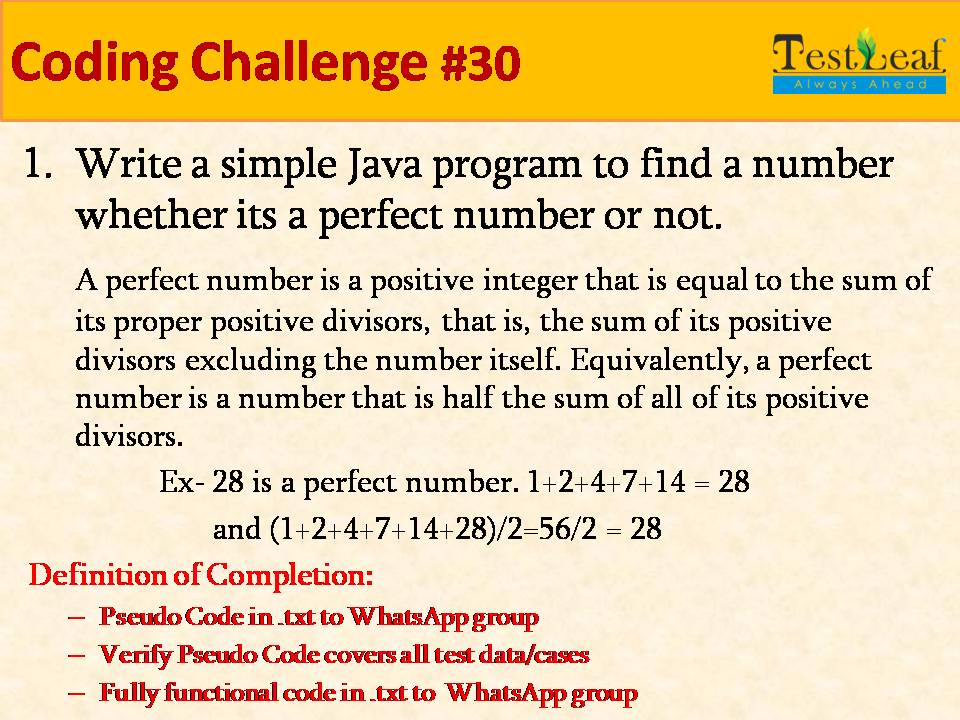 Coding Challenge #30
TestLeaf
Always Ahead
1. Write a simple Java program to find a number
whether its a perfect number or not.
A perfect number is a positive integer that is equal to the sum of
its proper positive divisors, that is, the sum of its positive
divisors excluding the number itself. Equivalently, a perfect
number is a number that is half the sum of all of its positive
divisors.
Ex- 28 is a perfect number. 1+2+4+7+14 = 28
and (1+2+4+7+14+28)/2=56/2 = 28
Definition of Completion:
– Pseudo Code in .txt to WhatsApp group
– Verify Pseudo Code covers all test data/cases
– Fully functional code in .txt to WhatsApp group